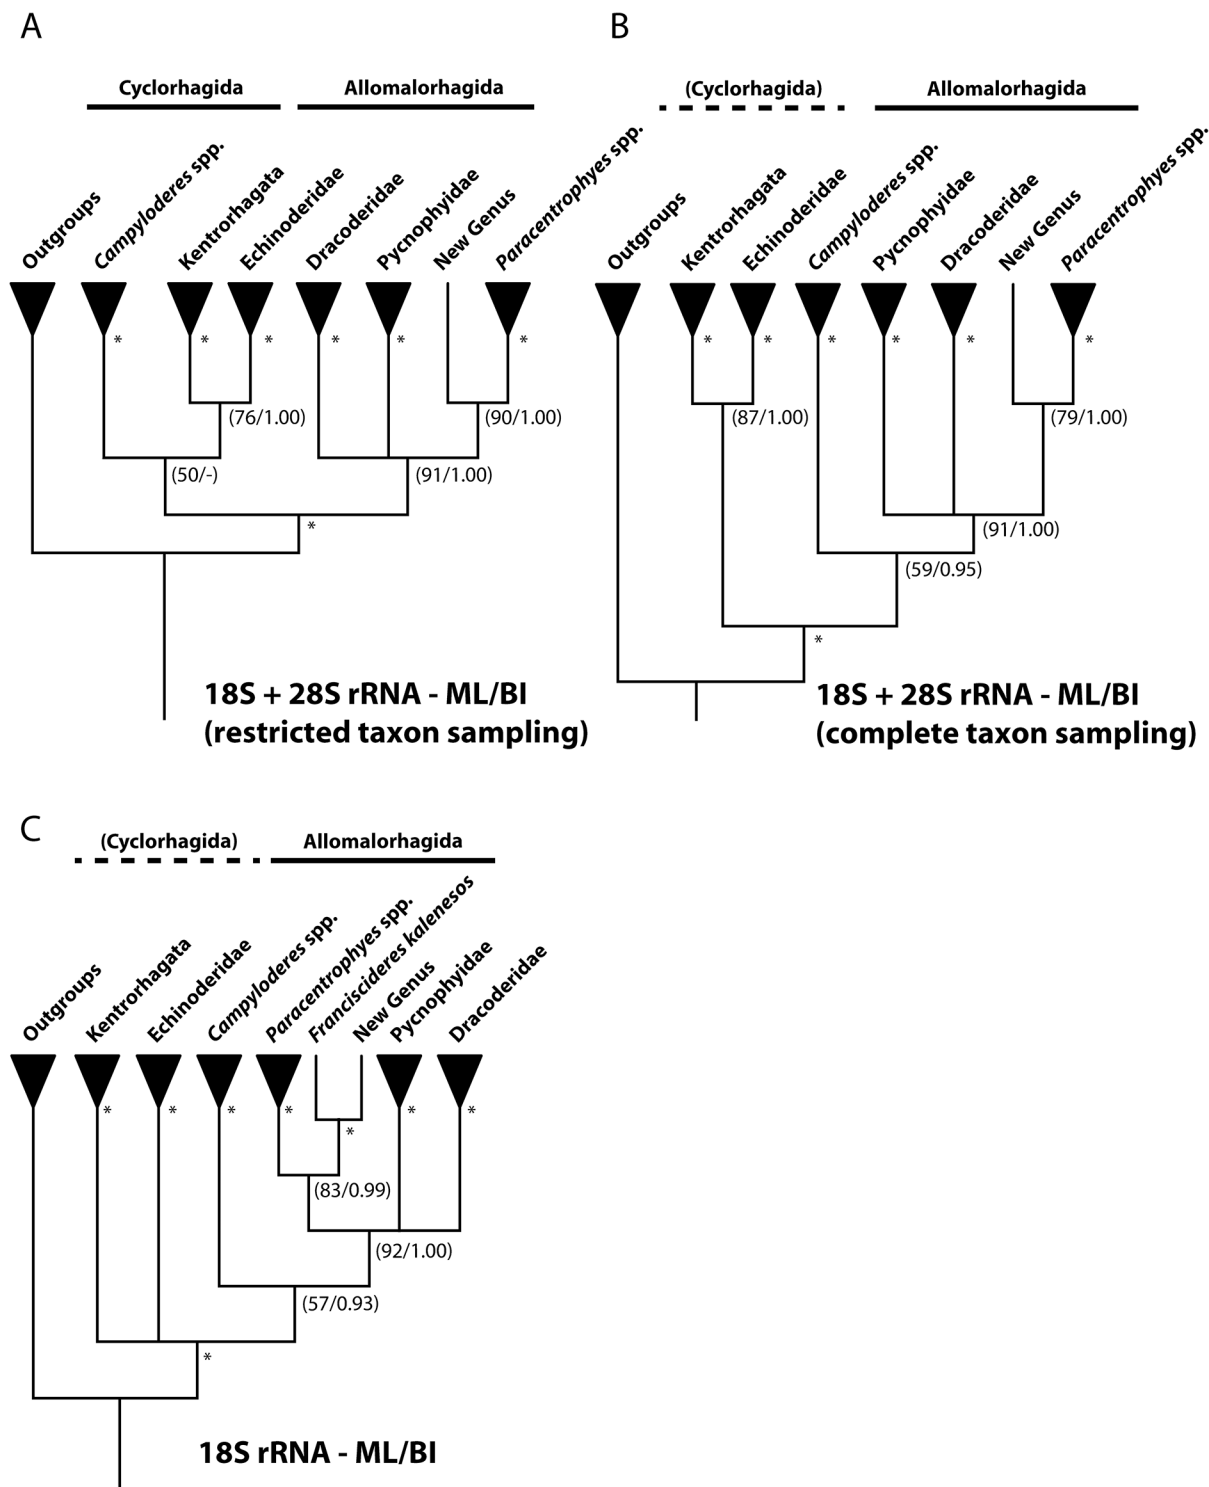 A
Cyclorhagida
Allomalorhagida
Outgroups
Campyloderes spp.
Kentrorhagata
Echinoderidae
Dracoderidae
Pycnophyidae
New Genus
Paracentrophyes spp.
* * * * * *
(76/1.00)
(90/1.00)
(50/-)
(91/1.00)
*
18S + 28S rRNA - ML/BI
(restricted taxon sampling)
B
(Cyclorhagida)
Allomalorhagida
Outgroups
Kentrorhagata
Echinoderidae
Campyloderes spp.
Pycnophyidae
Dracoderidae
New Genus
Paracentrophyes spp.
* * * * * *
(87/1.00)
(79/1.00)
(91/1.00)
(59/0.95)
*
18S + 28S rRNA - ML/BI
(complete taxon sampling)
C
(Cyclorhagida)
Allomalorhagida
Outgroups
Kentrorhagata
Echinoderidae
Campyloderes spp.
Paracentrophyes spp.
Franciscideres kalenesos
New Genus
Pycnophyidae
Dracoderidae
* * * * * *
*
(83/0.99)
(92/1.00)
(57/0.93)
*
18S rRNA - ML/BI